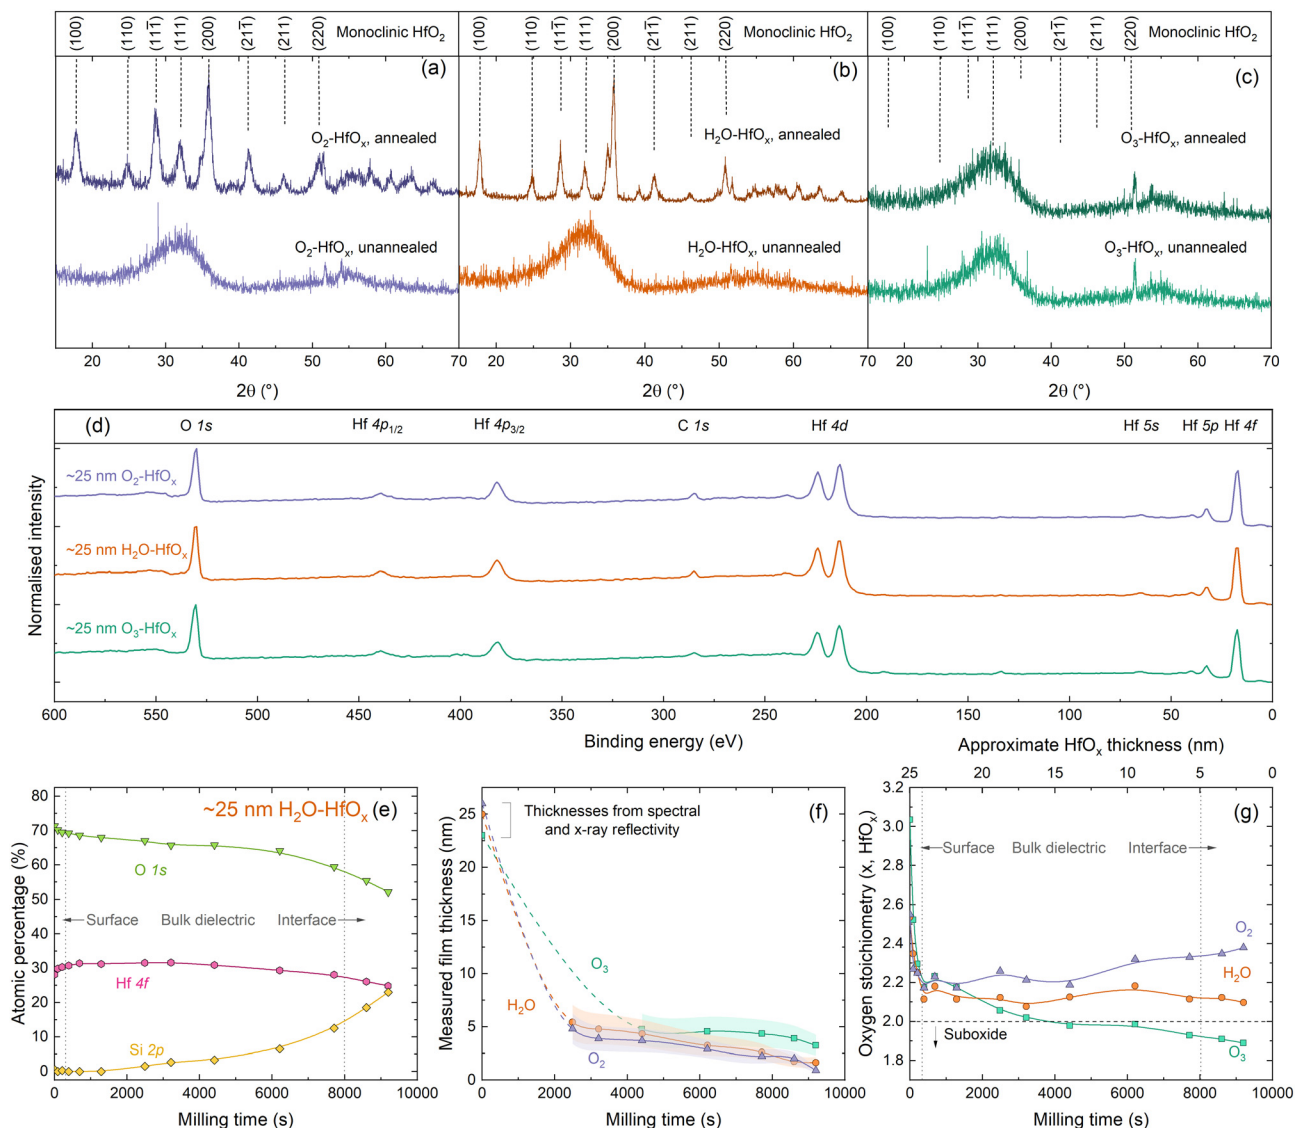 (100)
(110)
(11̄1)
(111)
(200)
(21̄1)
(211)
(220)
Monoclinic HfO₂
(a)
O₂-HfOₓ, annealed
O₂-HfOₓ, unannealed
15 20 30 40 50 60 70
2θ (°)
(100)
(110)
(11̄1)
(111)
(200)
(21̄1)
(211)
(220)
Monoclinic HfO₂
(b)
H₂O-HfOₓ, annealed
H₂O-HfOₓ, unannealed
20 30 40 50 60 70
2θ (°)
(100)
(110)
(11̄1)
(111)
(200)
(21̄1)
(211)
(220)
Monoclinic HfO₂
(c)
O₃-HfOₓ, annealed
O₃-HfOₓ, unannealed
20 30 40 50 60 70
2θ (°)
(d)
O 1s
Hf 4p₁/₂
Hf 4p₃/₂
C 1s
Hf 4d
Hf 5s
Hf 5p
Hf 4f
~25 nm O₂-HfOₓ
~25 nm H₂O-HfOₓ
~25 nm O₃-HfOₓ
Normalised intensity
600 550 500 450 400 350 300 250 200 150 100 50 0
Binding energy (eV)
~25 nm H₂O-HfOₓ
(e)
O 1s
Surface
Bulk dielectric
Interface
Hf 4f
Si 2p
Atomic percentage (%)
80
75
70
65
60
55
50
45
40
35
30
25
20
15
10
5
0
0 2000 4000 6000 8000 10000
Milling time (s)
(f)
Thicknesses from spectral
and x-ray reflectivity
O₃
H₂O
O₂
Measured film thickness (nm)
25
20
15
10
5
0
0 2000 4000 6000 8000 10000
Milling time (s)
Approximate HfOₓ thickness (nm)
25 20 15 10 5 0
(g)
Surface
Bulk dielectric
Interface
O₂
H₂O
Suboxide
O₃
Oxygen stoichiometry (x, HfOₓ)
3.2
3.0
2.8
2.6
2.4
2.2
2.0
1.8
0 2000 4000 6000 8000 10000
Milling time (s)